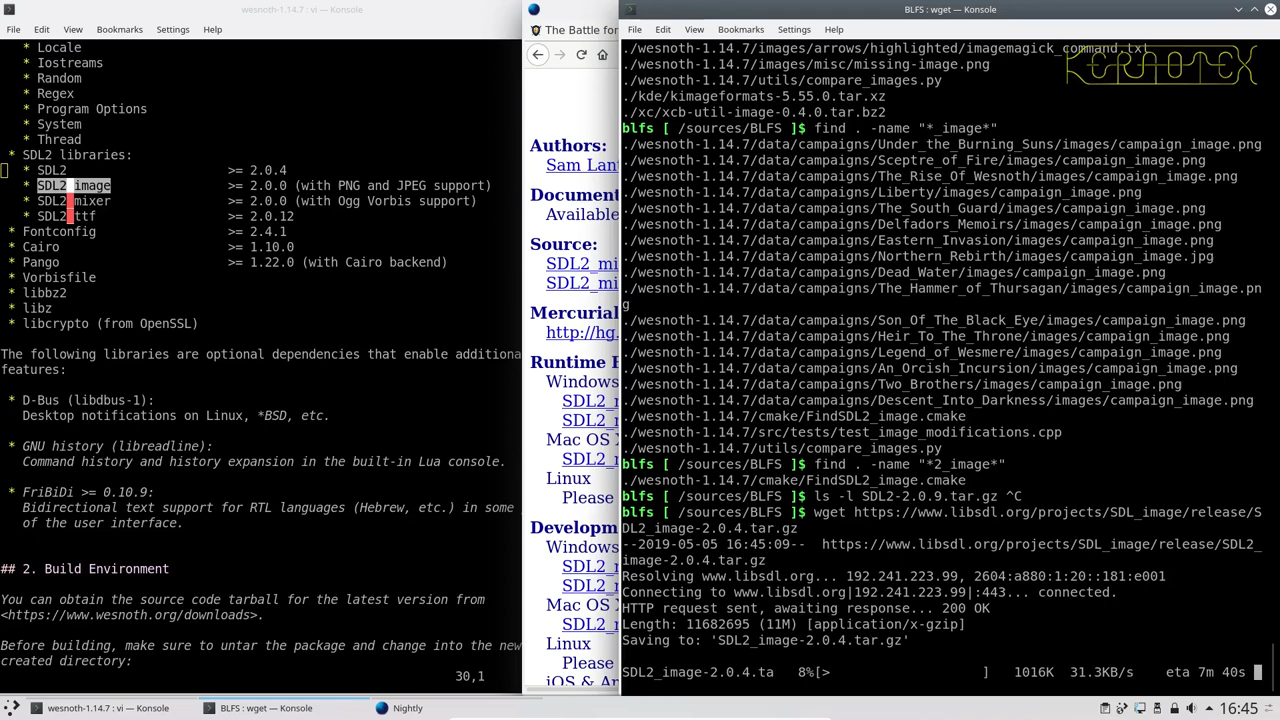 wesnoth-1.14.7 : vi — Konsole
File Edit View Bookmarks Settings Help
* Locale
* Iostreams
* Random
* Regex
* Program Options
* System
* Thread
* SDL2 libraries:
* SDL2 >= 2.0.4
* SDL2_image >= 2.0.0 (with PNG and JPEG support)
* SDL2_mixer >= 2.0.0 (with Ogg Vorbis support)
* SDL2_ttf >= 2.0.12
* Fontconfig >= 2.4.1
* Cairo >= 1.10.0
* Pango >= 1.22.0 (with Cairo backend)
* Vorbisfile
* libbz2
* libz
* libcrypto (from OpenSSL)
The following libraries are optional dependencies that enable additiona
features:
* D-Bus (libdbus-1):
Desktop notifications on Linux, *BSD, etc.
* GNU history (libreadline):
Command history and history expansion in the built-in Lua console.
* FriBiDi >= 0.10.9:
Bidirectional text support for RTL languages (Hebrew, etc.) in some
of the user interface.
## 2. Build Environment
You can obtain the source code tarball for the latest version from
<https://www.wesnoth.org/downloads>.
Before building, make sure to untar the package and change into the new
created directory:
30,1
The Battle for
Authors:
Sam Lant
Document
Available
Source:
SDL2_mi
SDL2_mi
Mercurial
http://hg.
Runtime B
Windows
SDL2_m
SDL2_m
Mac OS X
SDL2_m
Linux
Please
Developm
Windows
SDL2_m
SDL2_m
Mac OS X
SDL2_m
Linux
Please
iOS & An
BLFS : wget — Konsole
File Edit View Bookmarks Settings Help
KERNOTEX
./wesnoth-1.14.7/images/arrows/highlighted/imagemagick_command.txt
./wesnoth-1.14.7/images/misc/missing-image.png
./wesnoth-1.14.7/utils/compare_images.py
./kde/kimageformats-5.55.0.tar.xz
./xc/xcb-util-image-0.4.0.tar.bz2
blfs [ /sources/BLFS ]$ find . -name "*_image*"
./wesnoth-1.14.7/data/campaigns/Under_the_Burning_Suns/images/campaign_image.png
./wesnoth-1.14.7/data/campaigns/Sceptre_of_Fire/images/campaign_image.png
./wesnoth-1.14.7/data/campaigns/The_Rise_Of_Wesnoth/images/campaign_image.png
./wesnoth-1.14.7/data/campaigns/Liberty/images/campaign_image.png
./wesnoth-1.14.7/data/campaigns/The_South_Guard/images/campaign_image.png
./wesnoth-1.14.7/data/campaigns/Delfadors_Memoirs/images/campaign_image.png
./wesnoth-1.14.7/data/campaigns/Eastern_Invasion/images/campaign_image.png
./wesnoth-1.14.7/data/campaigns/Northern_Rebirth/images/campaign_image.jpg
./wesnoth-1.14.7/data/campaigns/Dead_Water/images/campaign_image.png
./wesnoth-1.14.7/data/campaigns/The_Hammer_of_Thursagan/images/campaign_image.pn
g
./wesnoth-1.14.7/data/campaigns/Son_Of_The_Black_Eye/images/campaign_image.png
./wesnoth-1.14.7/data/campaigns/Heir_To_The_Throne/images/campaign_image.png
./wesnoth-1.14.7/data/campaigns/Legend_of_Wesmere/images/campaign_image.png
./wesnoth-1.14.7/data/campaigns/An_Orcish_Incursion/images/campaign_image.png
./wesnoth-1.14.7/data/campaigns/Two_Brothers/images/campaign_image.png
./wesnoth-1.14.7/data/campaigns/Descent_Into_Darkness/images/campaign_image.png
./wesnoth-1.14.7/cmake/FindSDL2_image.cmake
./wesnoth-1.14.7/src/tests/test_image_modifications.cpp
./wesnoth-1.14.7/utils/compare_images.py
blfs [ /sources/BLFS ]$ find . -name "*2_image*"
./wesnoth-1.14.7/cmake/FindSDL2_image.cmake
blfs [ /sources/BLFS ]$ ls -l SDL2-2.0.9.tar.gz ^C
blfs [ /sources/BLFS ]$ wget https://www.libsdl.org/projects/SDL_image/release/S
DL2_image-2.0.4.tar.gz
--2019-05-05 16:45:09-- https://www.libsdl.org/projects/SDL_image/release/SDL2_
image-2.0.4.tar.gz
Resolving www.libsdl.org... 192.241.223.99, 2604:a880:1:20::181:e001
Connecting to www.libsdl.org|192.241.223.99|:443... connected.
HTTP request sent, awaiting response... 200 OK
Length: 11682695 (11M) [application/x-gzip]
Saving to: 'SDL2_image-2.0.4.tar.gz'
SDL2_image-2.0.4.ta 8%[> ] 1016K 31.3KB/s eta 7m 40s
wesnoth-1.14.7 : vi — Konsole
BLFS : wget — Konsole
Nightly
16:45